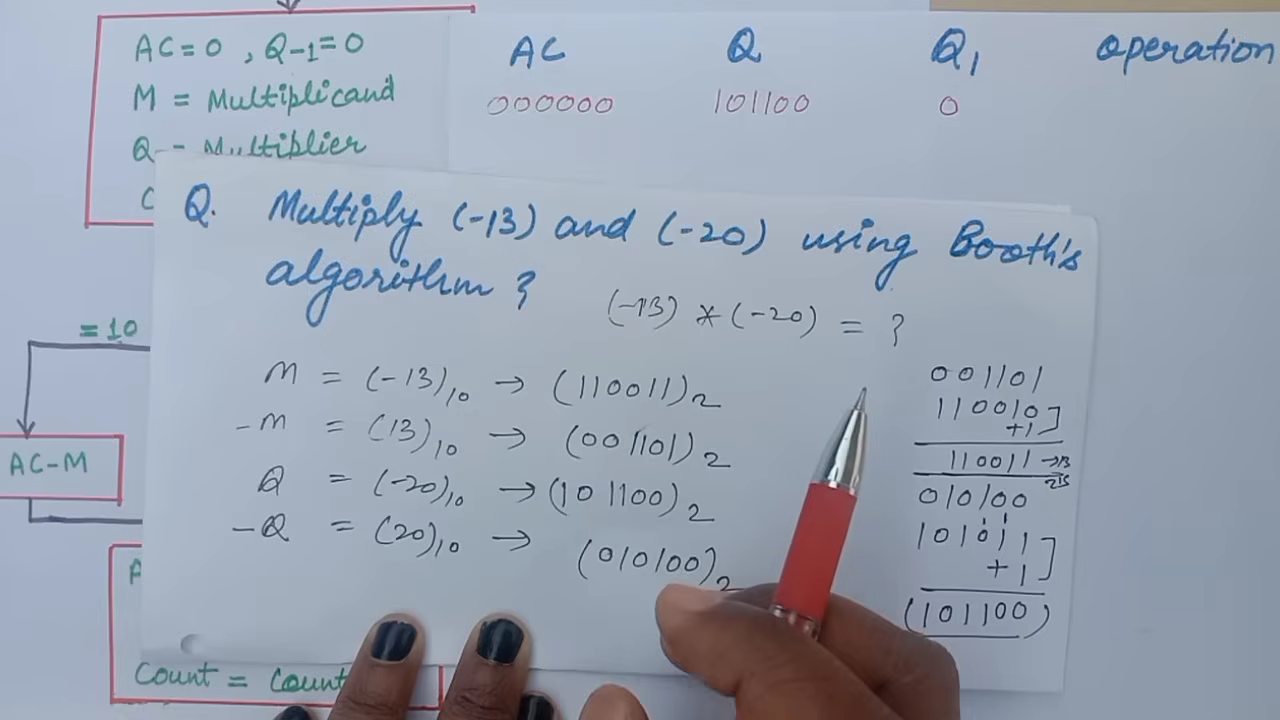 AC = 0 , Q-1 = 0
M = Multiplicand
Q = Multiplier
C
AC Q Q1 operation
000000 101100 0
Q. Multiply (-13) and (-20) using Booth's
algorithm ?
(-13) * (-20) = ?
M = (-13)10 → (110011)2
-M = (13)10 → (001101)2
Q = (-20)10 → (101100)2
-Q = (20)10 → (010100)2
001101
110010
+1
110011
010100
101011
+1
(101100)
= 10
AC-M
Count = Count